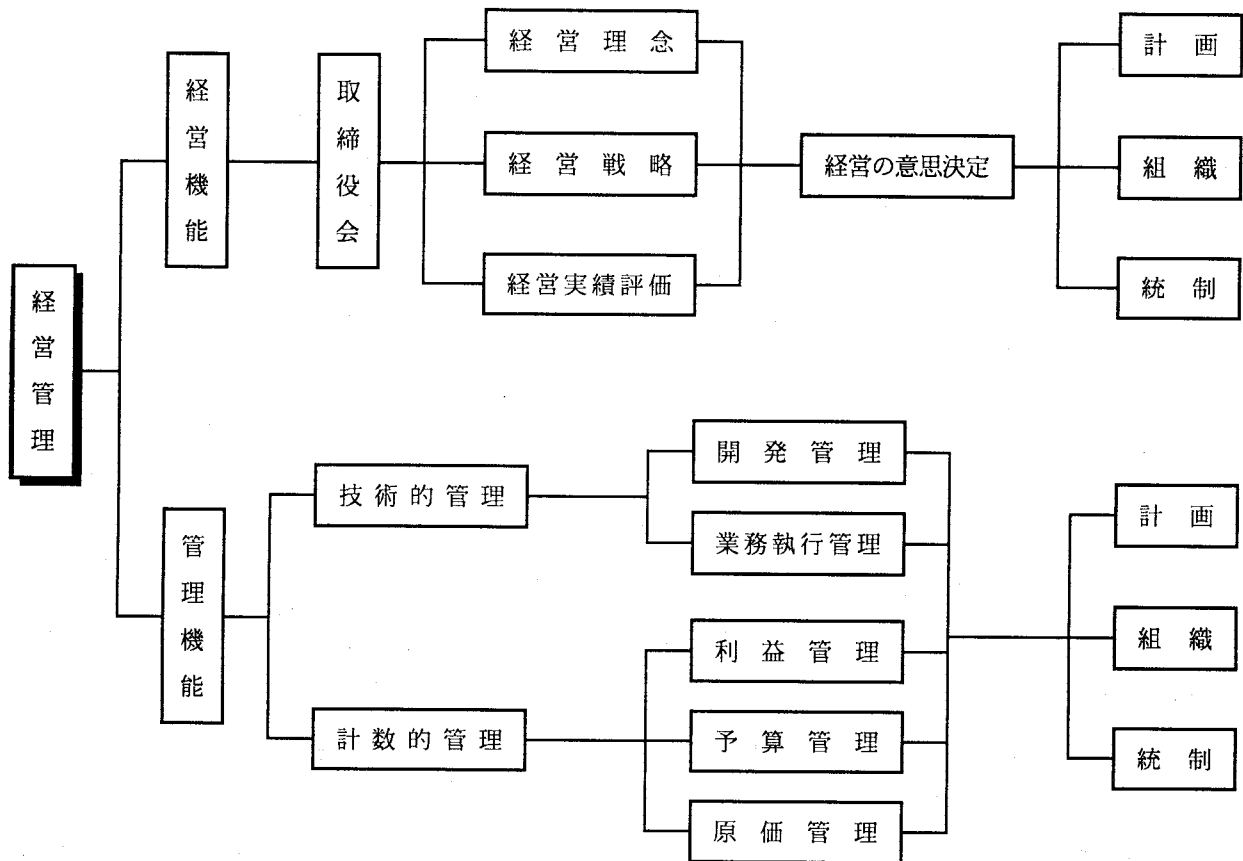 経営管理
経営機能
取締役会
経営理念
経営戦略
経営実績評価
経営の意思決定
計画
組織
統制
管理機能
技術的管理
開発管理
業務執行管理
計数的管理
利益管理
予算管理
原価管理
計画
組織
統制